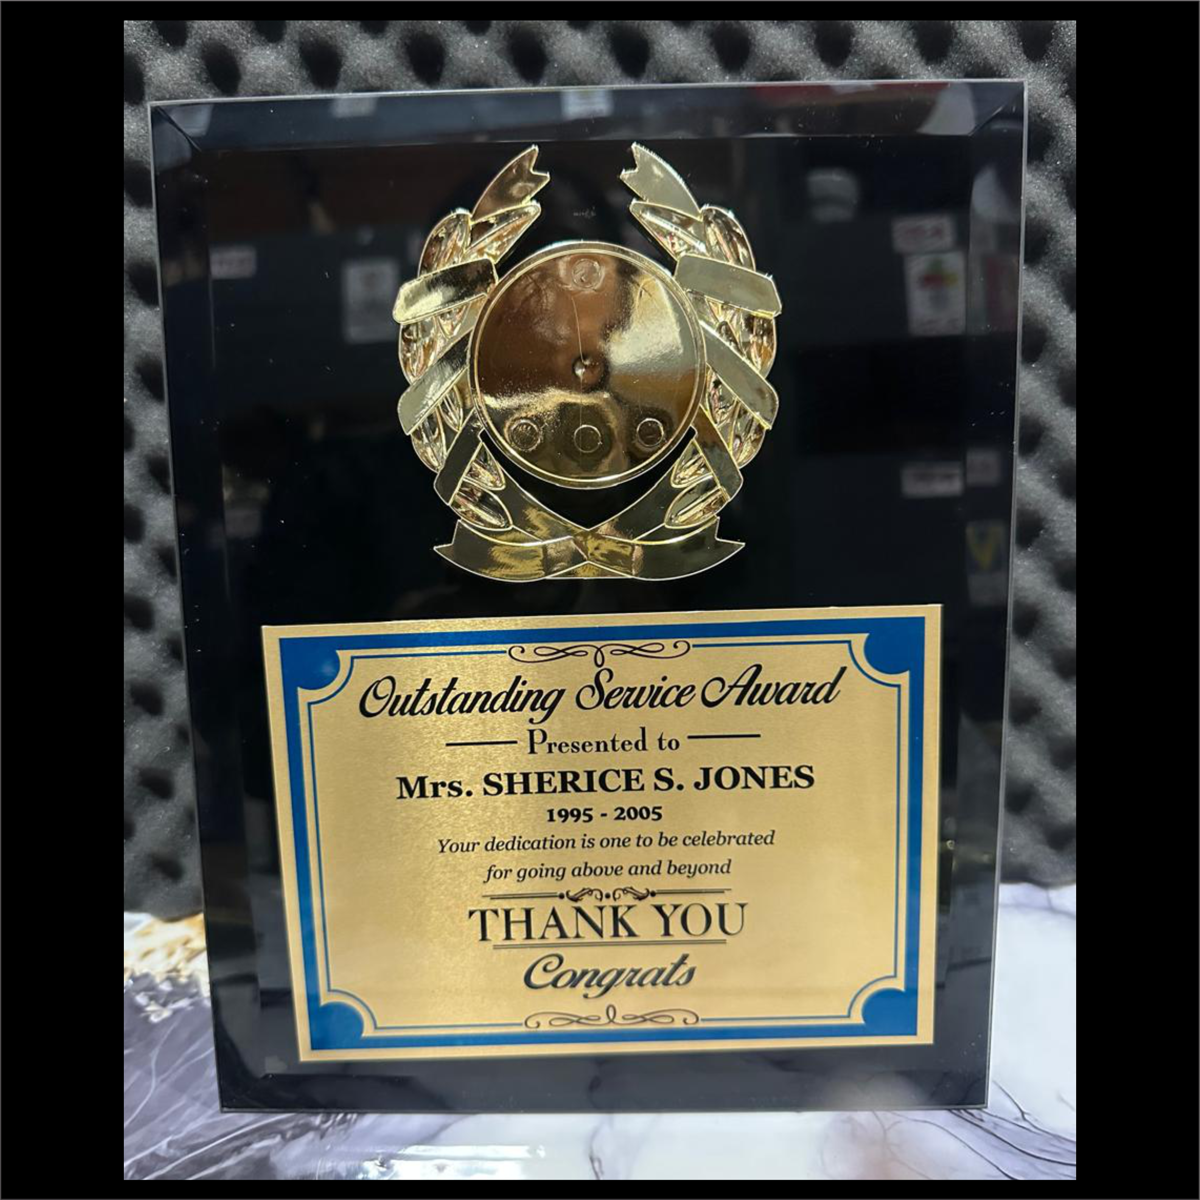 Outstanding Service Award
Presented to
Mrs. SHERICE S. JONES
1995 - 2005
Your dedication is one to be celebrated
for going above and beyond
THANK YOU
Congrats